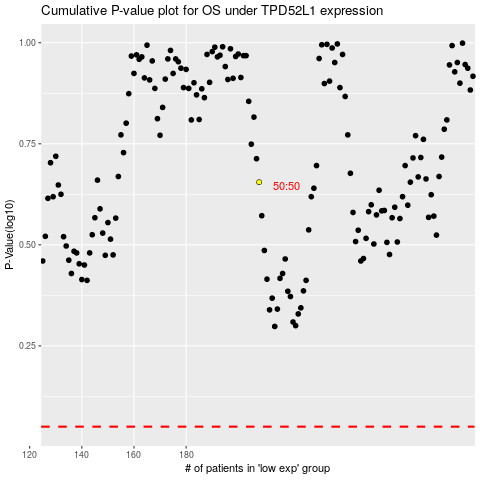 Cumulative P-value plot for OS under TPD52L1 expression
P-Value(log10)
1.00
0.75
0.50
0.25
50:50
120 140 160 180
# of patients in 'low exp' group